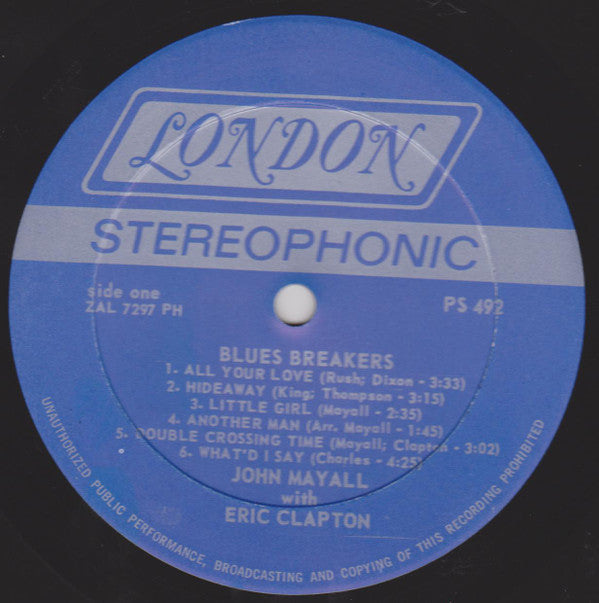 LONDON
STEREOPHONIC
side one
ZAL 7297 PH
PS 492
BLUES BREAKERS
1. ALL YOUR LOVE (Rush; Dixon - 3:33)
2. HIDEAWAY (King; Thompson - 3:15)
3. LITTLE GIRL (Mayall - 2:35)
4. ANOTHER MAN (Arr. Mayall - 1:45)
5. DOUBLE CROSSING TIME (Mayall; Clapton - 3:02)
6. WHAT'D I SAY (Charles - 4:25)
JOHN MAYALL
with
ERIC CLAPTON
UNAUTHORIZED PUBLIC PERFORMANCE, BROADCASTING AND COPYING OF THIS RECORDING PROHIBITED